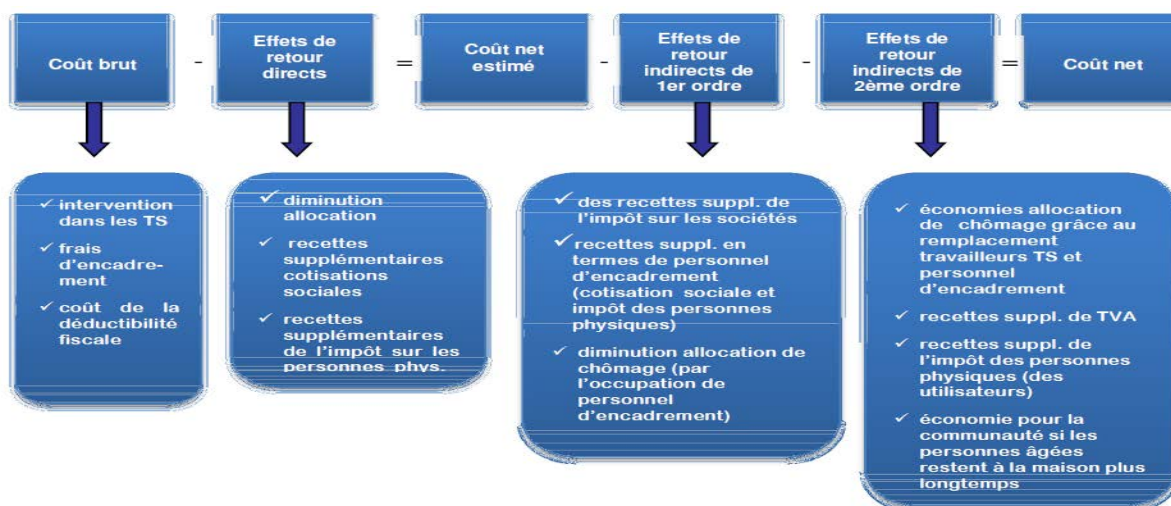 Coût brut
-
Effets de
retour
directs
=
Coût net
estimé
-
Effets de
retour
indirects de
1er ordre
-
Effets de
retour
indirects de
2ème ordre
=
Coût net
✓ intervention
dans les TS
✓ frais
d'encadre-
ment
✓ coût de la
déductibilité
fiscale
✓ diminution
allocation
✓ recettes
supplémentaires
cotisations
sociales
✓ recettes
supplémentaires
de l'impôt sur les
personnes phys.
✓ des recettes suppl. de
l'impôt sur les sociétés
✓ recettes suppl. en
termes de personnel
d'encadrement
(cotisation sociale et
impôt des personnes
physiques)
✓ diminution allocation de
chômage (par
l'occupation de
personnel
d'encadrement)
✓ économies allocation
de chômage grâce au
remplacement
travailleurs TS et
personnel
d'encadrement
✓ recettes suppl. de TVA
✓ recettes suppl. de
l'impôt des personnes
physiques (des
utilisateurs)
✓ économie pour la
communauté si les
personnes âgées
restent à la maison plus
longtemps